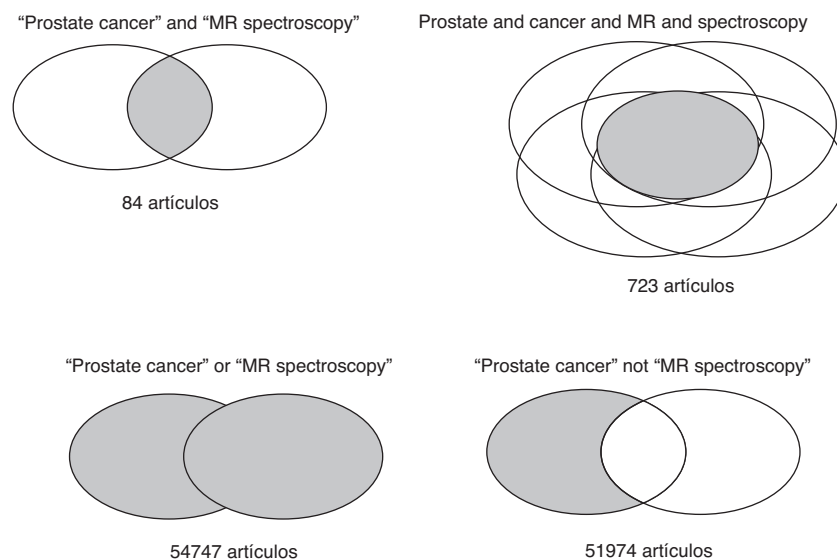 “Prostate cancer” and “MR spectroscopy”
84 artículos
Prostate and cancer and MR and spectroscopy
723 artículos
“Prostate cancer” or “MR spectroscopy”
54747 artículos
“Prostate cancer” not “MR spectroscopy”
51974 artículos